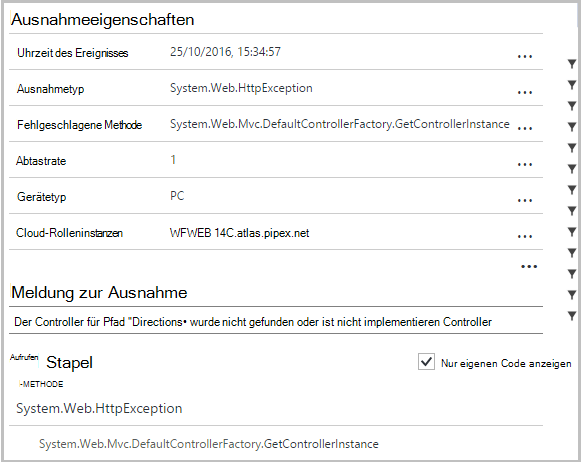 Ausnahmeeigenschaften
Uhrzeit des Ereignisses 25/10/2016, 15:34:57 ...
Ausnahmetyp System.Web.HttpException ...
Fehlgeschlagene Methode System.Web.Mvc.DefaultControllerFactory.GetControllerInstance ...
Abtastrate 1 ...
Gerätetyp PC ...
Cloud-Rolleninstanzen WFWEB 14C.atlas.pipex.net ...
...
Meldung zur Ausnahme
Der Controller für Pfad "Directions• wurde nicht gefunden oder ist nicht implementieren Controller
Aufrufen Stapel Nur eigenen Code anzeigen
-METHODE
System.Web.HttpException
System.Web.Mvc.DefaultControllerFactory.GetControllerInstance